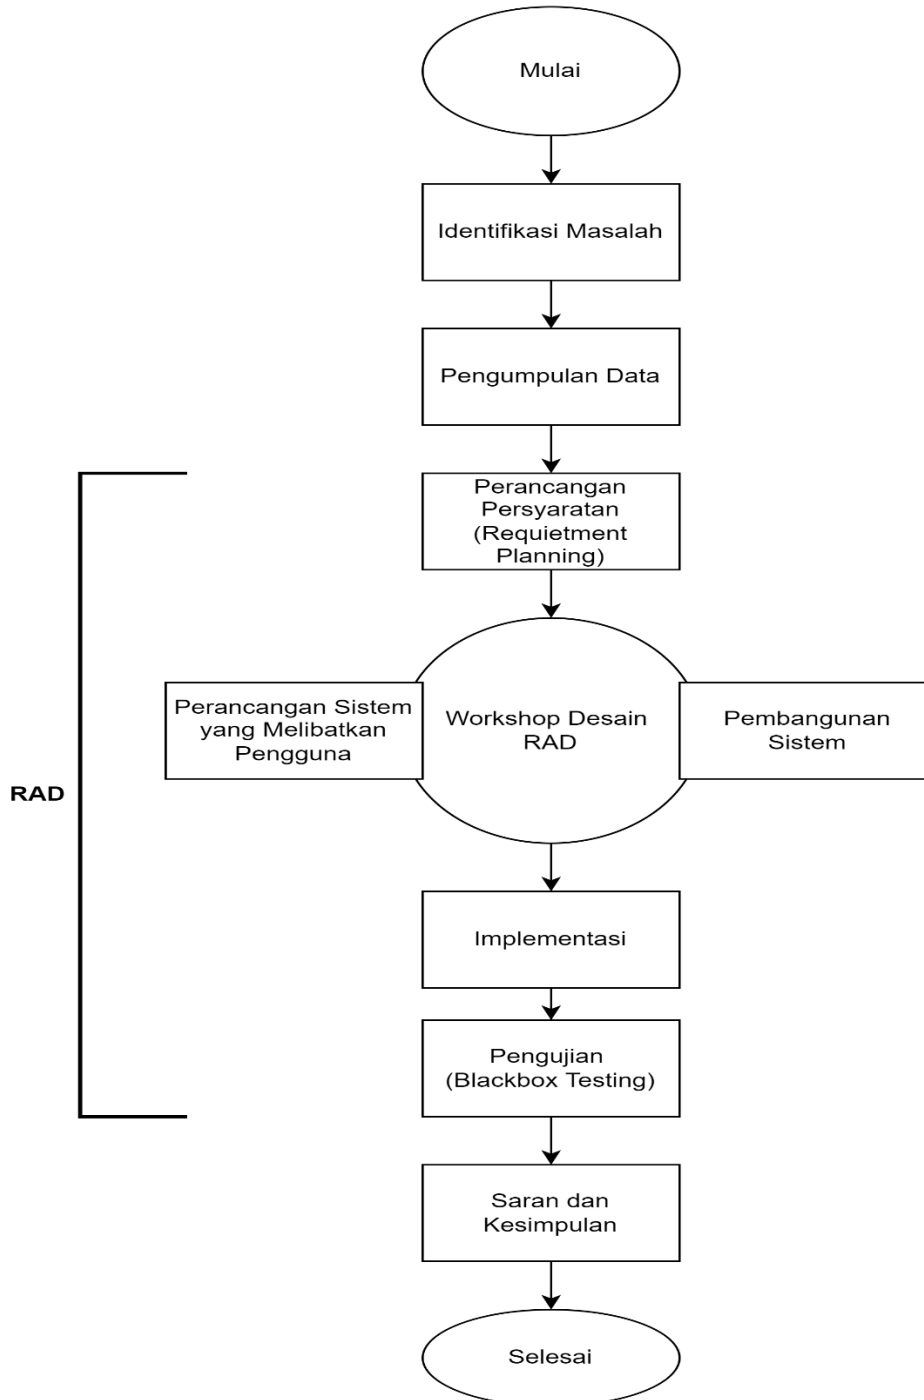 Mulai
Identifikasi Masalah
Pengumpulan Data
Perancangan
Persyaratan
(Requietment
Planning)
Perancangan Sistem
yang Melibatkan
Pengguna
Workshop Desain
RAD
Pembangunan
Sistem
RAD
Implementasi
Pengujian
(Blackbox Testing)
Saran dan
Kesimpulan
Selesai